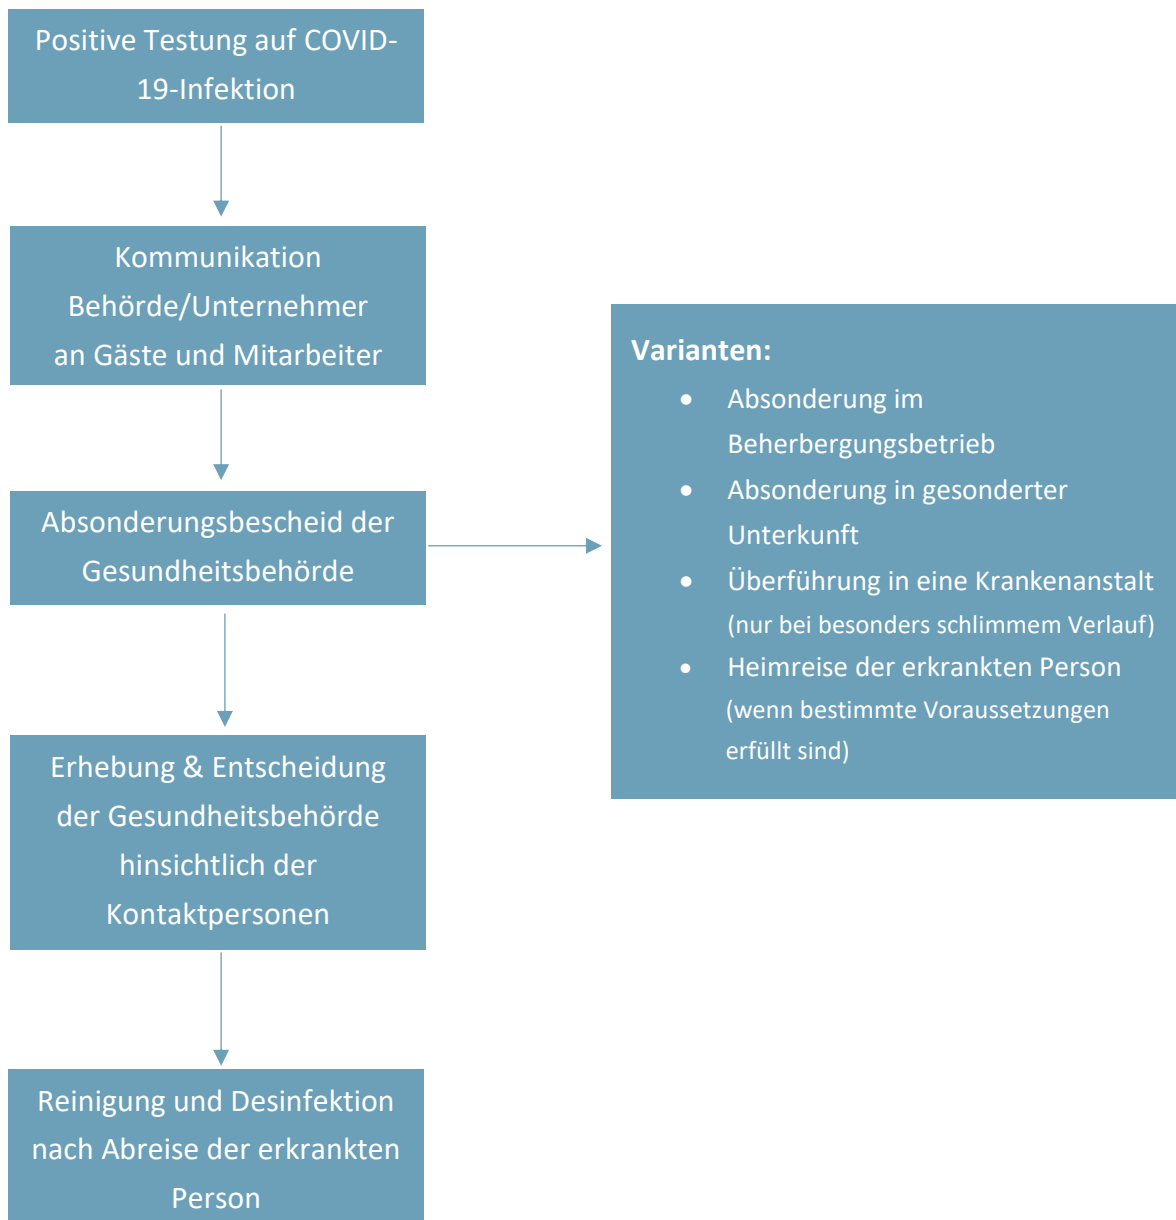 Positive Testung auf COVID-
19-Infektion
Kommunikation
Behörde/Unternehmer
an Gäste und Mitarbeiter
Absonderungsbescheid der
Gesundheitsbehörde
Varianten:
• Absonderung im
Beherbergungsbetrieb
• Absonderung in gesonderter
Unterkunft
• Überführung in eine Krankenanstalt
(nur bei besonders schlimmem Verlauf)
• Heimreise der erkrankten Person
(wenn bestimmte Voraussetzungen
erfüllt sind)
Erhebung & Entscheidung
der Gesundheitsbehörde
hinsichtlich der
Kontaktpersonen
Reinigung und Desinfektion
nach Abreise der erkrankten
Person